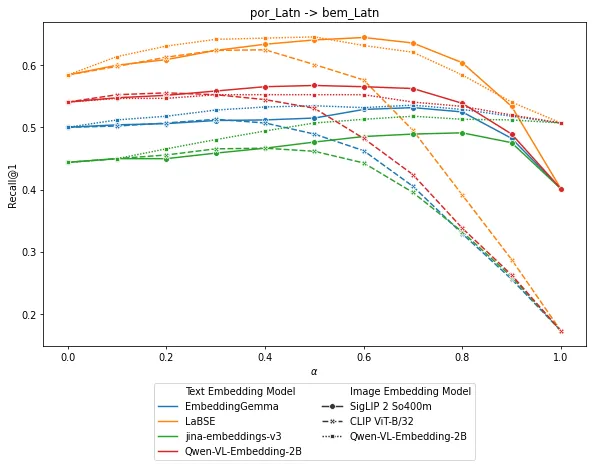 por_Latn -> bem_Latn
Recall@1
0.6
0.5
0.4
0.3
0.2
0.0
0.2
0.4
0.6
0.8
1.0
α
Text Embedding Model
EmbeddingGemma
LaBSE
jina-embeddings-v3
Qwen-VL-Embedding-2B
Image Embedding Model
SigLIP 2 So400m
CLIP ViT-B/32
Qwen-VL-Embedding-2B